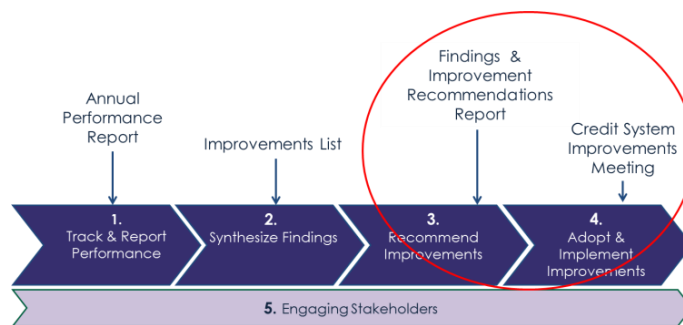 Findings &
Improvement
Recommendations
Report
Annual
Performance
Report
Credit System
Improvements
Meeting
Improvements List
1.
Track & Report
Performance
2.
Synthesize Findings
3.
Recommend
Improvements
4.
Adopt &
Implement
Improvements
5. Engaging Stakeholders